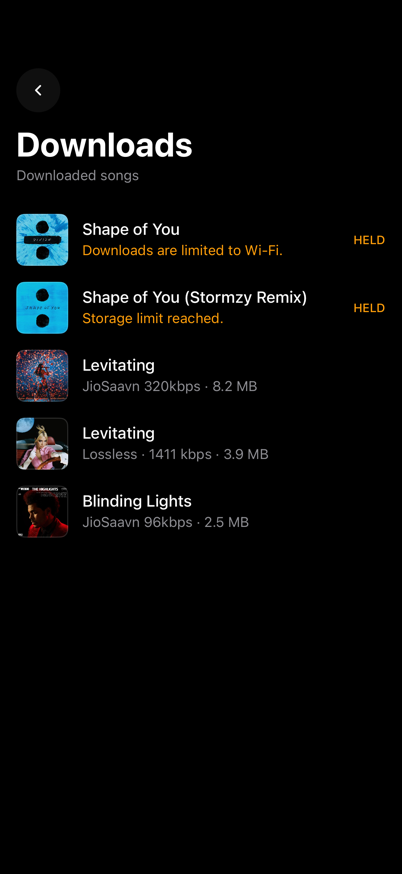 Downloads
Downloaded songs
Shape of You
Downloads are limited to Wi-Fi.
HELD
Shape of You (Stormzy Remix)
Storage limit reached.
HELD
Levitating
JioSaavn 320kbps · 8.2 MB
Levitating
Lossless · 1411 kbps · 3.9 MB
Blinding Lights
JioSaavn 96kbps · 2.5 MB
THE HIGHLIGHTS